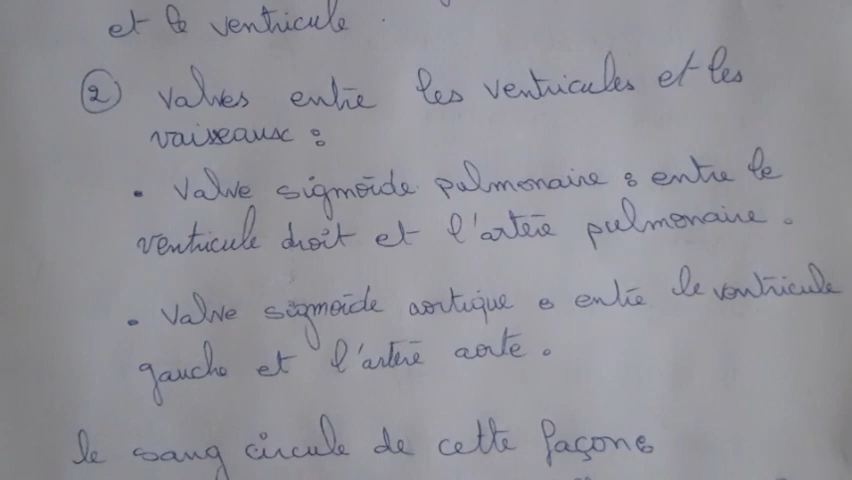 et le ventricule.
② Valves entre les ventricules et les
vaisseaux :
• Valve sigmoïde pulmonaire : entre le
ventricule droit et l'artère pulmonaire.
• Valve sigmoïde aortique : entre le ventricule
gauche et l'artère aorte.
le sang circule de cette façon :